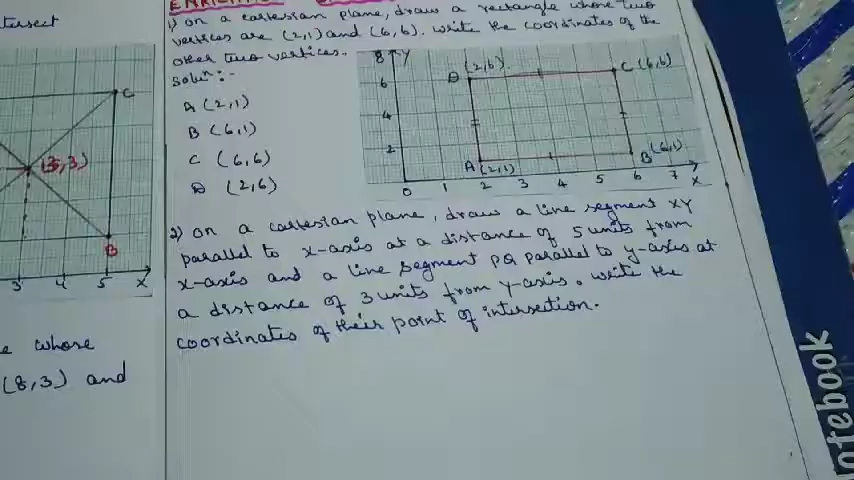 tersect
C
(3,3)
B
3 4 5 X
e whose
(8,3) and
1) On a cartesian plane, draw a rectangle whose two
vertices are (2,1) and (6,6). Write the coordinates of the
other two vertices.
Soluⁿ:-
A (2,1)
B (6,1)
C (6,6)
D (2,6)
8 Y
6
4
2
0 1 2 3 4 5 6 7 X
D (2,6)
C (6,6)
A (2,1)
B (6,1)
2) On a cartesian plane, draw a line segment XY
parallel to x-axis at a distance of 5 units from
x-axis and a line segment PQ parallel to y-axis at
a distance of 3 units from y-axis. Write the
coordinates of their point of intersection.
otebook